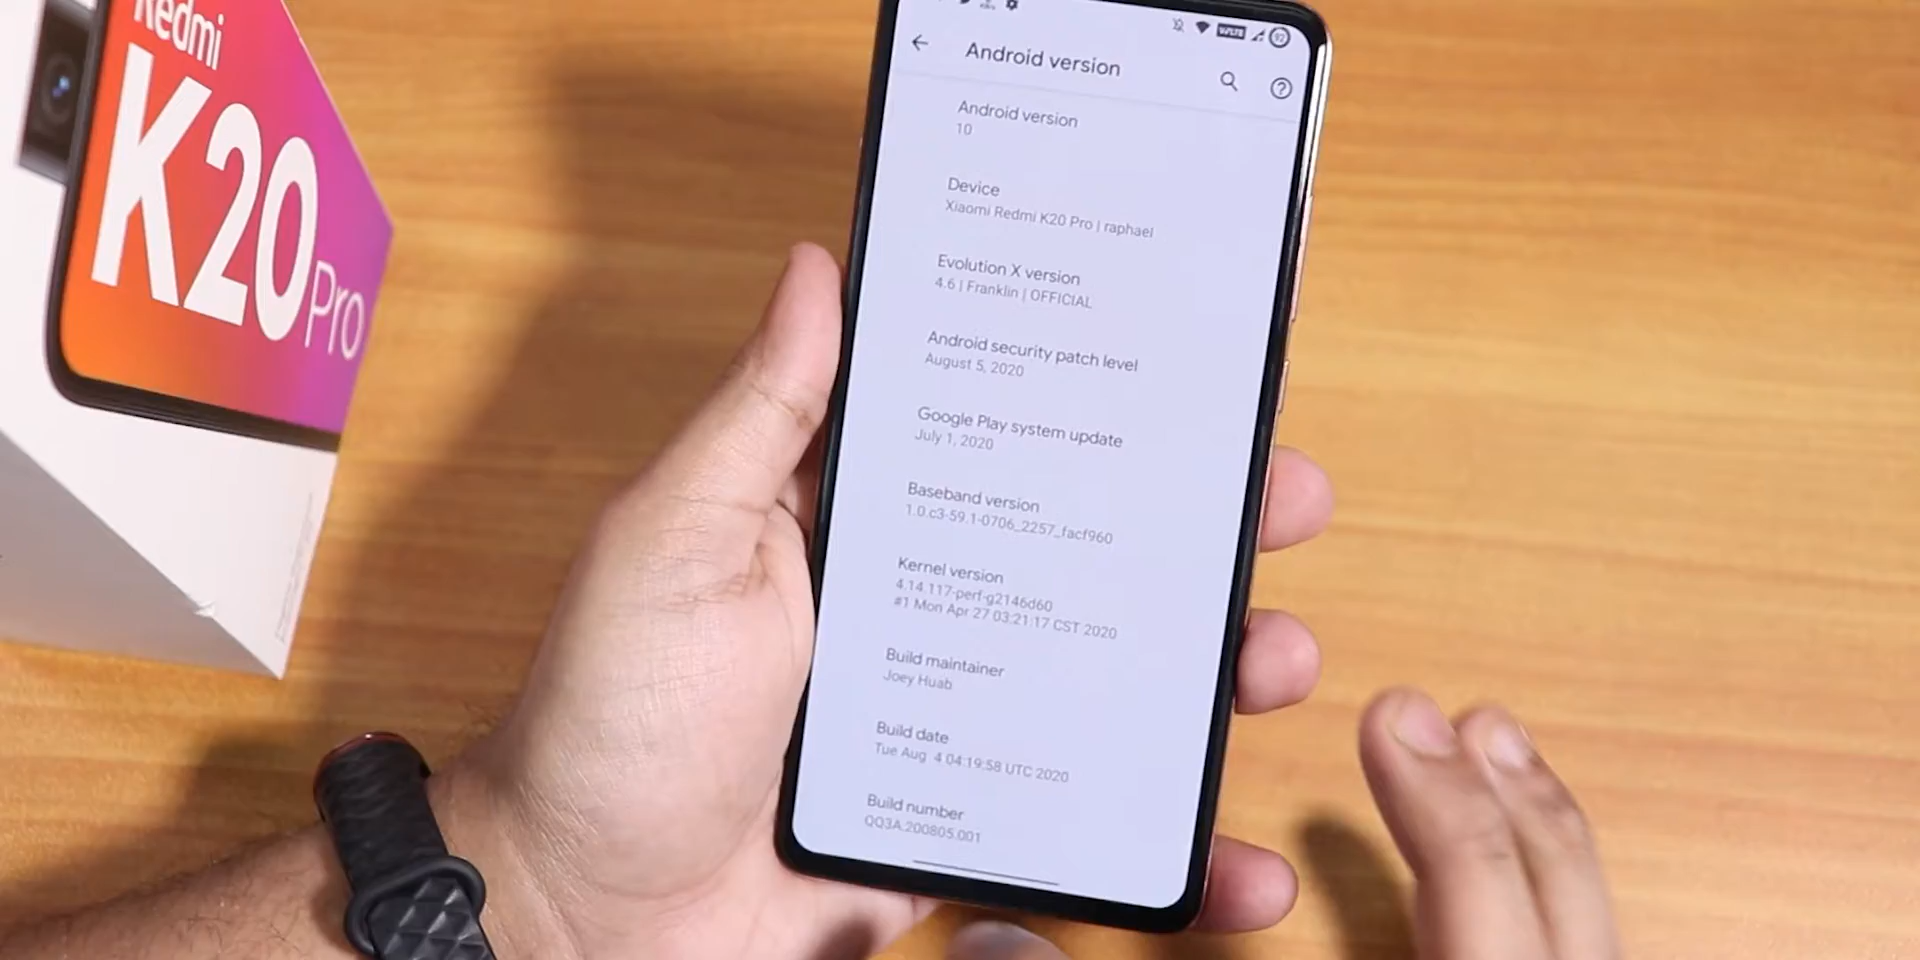 Redmi
K20 Pro
VoLTE
92
Android version
Android version
10
Device
Xiaomi Redmi K20 Pro | raphael
Evolution X version
4.6 | Franklin | OFFICIAL
Android security patch level
August 5, 2020
Google Play system update
July 1, 2020
Baseband version
1.0.c3-59.1-0706_2257_facf960
Kernel version
4.14.117-perf-g2146d60
#1 Mon Apr 27 03:21:17 CST 2020
Build maintainer
Joey Huab
Build date
Tue Aug  4 04:19:58 UTC 2020
Build number
QQ3A.200805.001